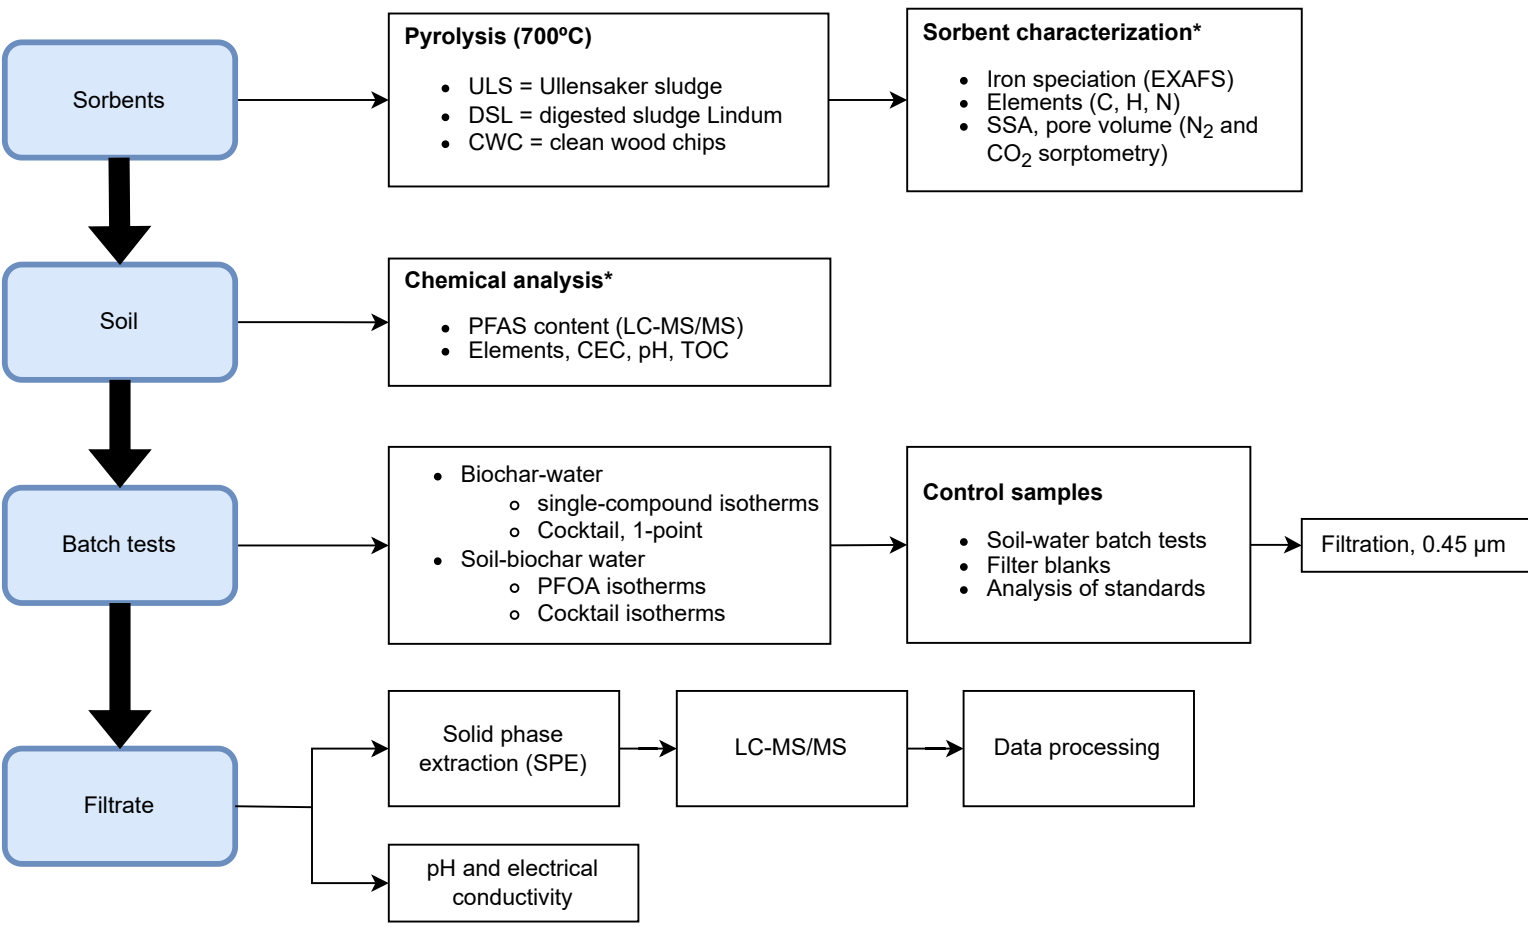 Sorbents
Pyrolysis (700ºC)
• ULS = Ullensaker sludge
• DSL = digested sludge Lindum
• CWC = clean wood chips
Sorbent characterization*
• Iron speciation (EXAFS)
• Elements (C, H, N)
• SSA, pore volume (N2 and
CO2 sorptometry)
Soil
Chemical analysis*
• PFAS content (LC-MS/MS)
• Elements, CEC, pH, TOC
Batch tests
• Biochar-water
○ single-compound isotherms
○ Cocktail, 1-point
• Soil-biochar water
○ PFOA isotherms
○ Cocktail isotherms
Control samples
• Soil-water batch tests
• Filter blanks
• Analysis of standards
Filtration, 0.45 µm
Filtrate
Solid phase
extraction (SPE)
LC-MS/MS
Data processing
pH and electrical
conductivity